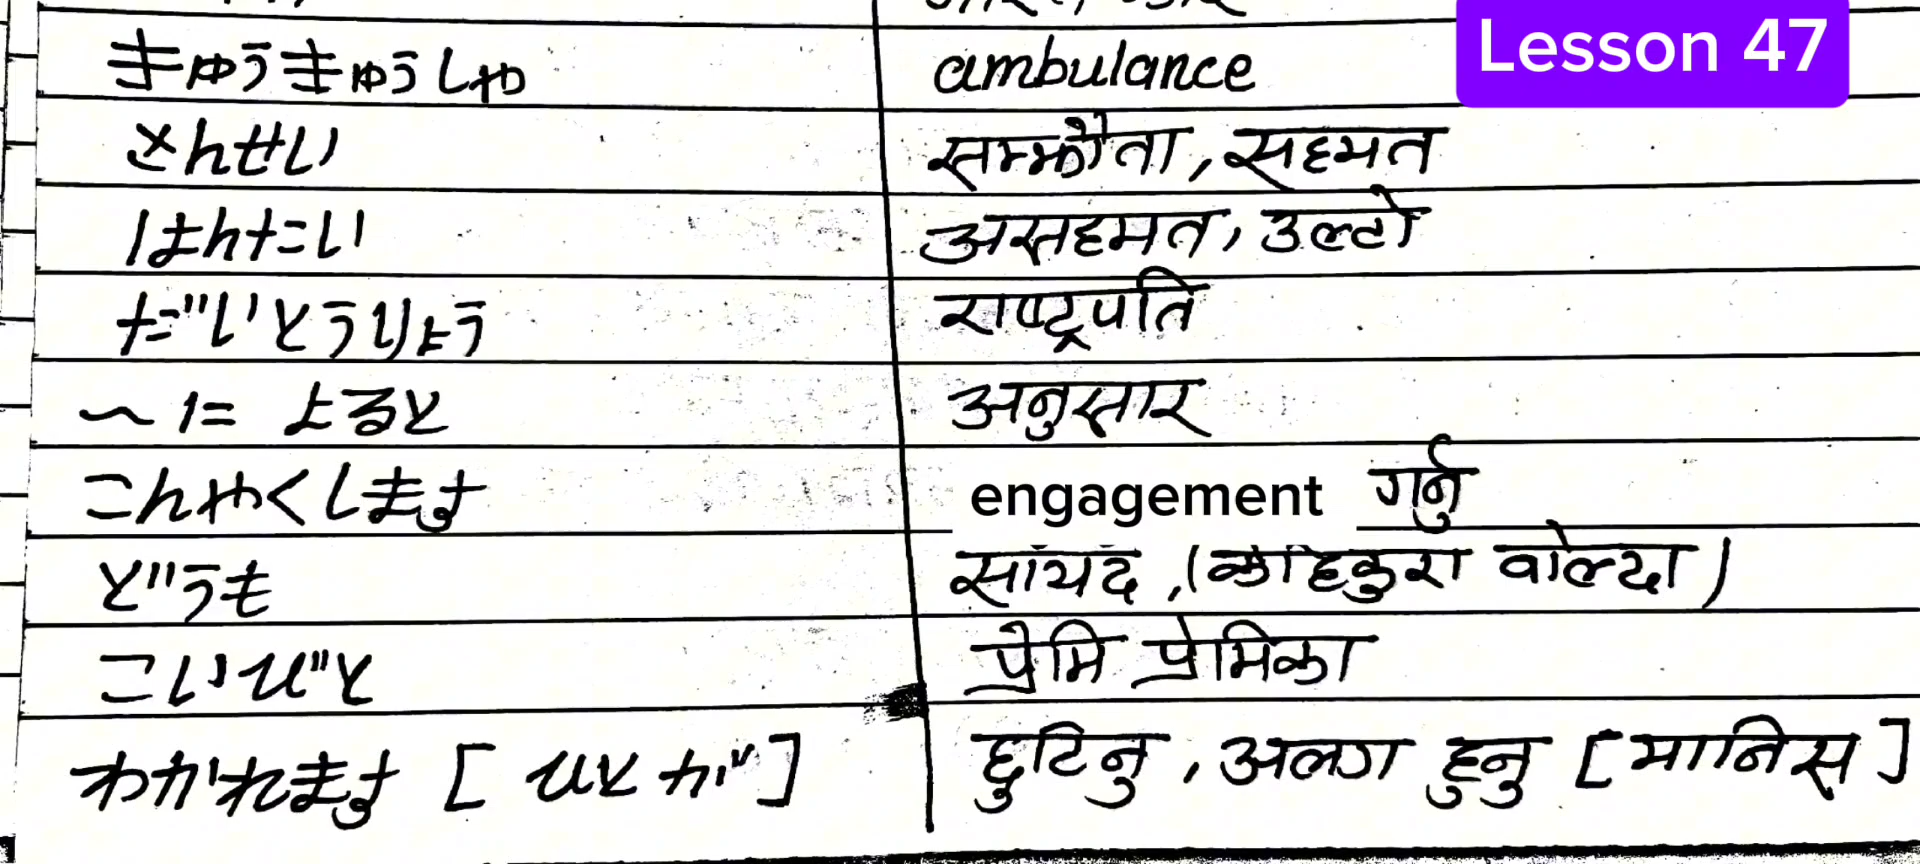 Lesson 47
きゅうきゅうしゃ ambulance
さんせい सम्झौता, सहमत
はんたい असहमत, उल्टो
だいとうりょう राष्ट्रपति
～に よると अनुसार
こんやくします engagement गर्नु
どうも सायद, (कोहिकुरा बोल्दा)
こいびと प्रेमि प्रेमिका
わかれます [ ひと が ] छुटिनु, अलग हुनु [मानिस]